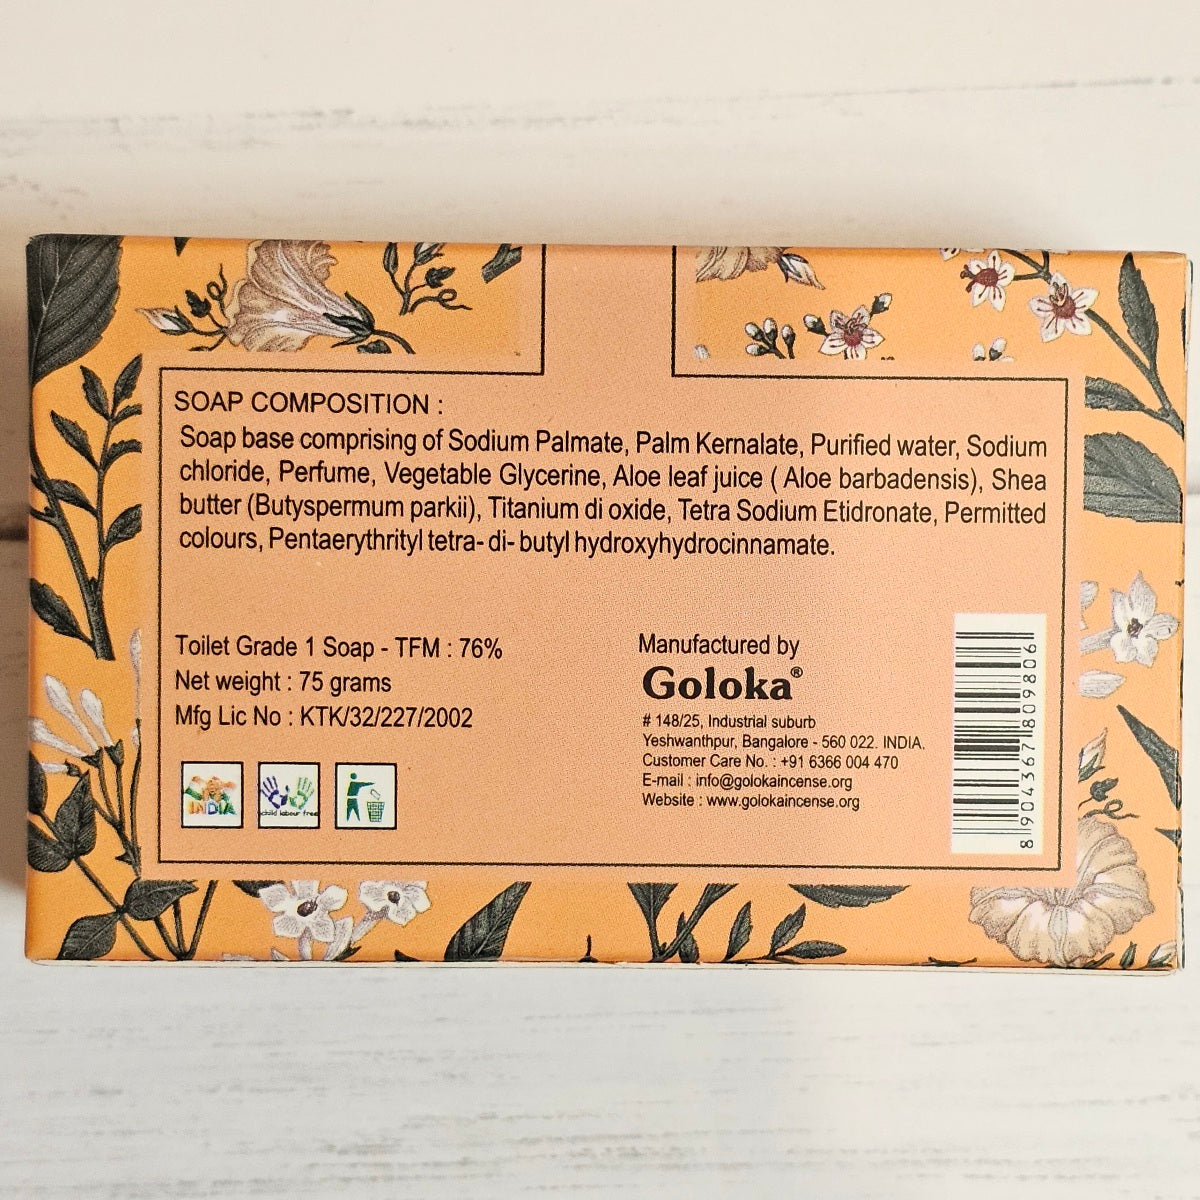 SOAP COMPOSITION :
Soap base comprising of Sodium Palmate, Palm Kernalate, Purified water, Sodium
chloride, Perfume, Vegetable Glycerine, Aloe leaf juice ( Aloe barbadensis), Shea
butter (Butyspermum parkii), Titanium di oxide, Tetra Sodium Etidronate, Permitted
colours, Pentaerythrityl tetra- di- butyl hydroxyhydrocinnamate.
Toilet Grade 1 Soap - TFM : 76%
Net weight : 75 grams
Mfg Lic No : KTK/32/227/2002
INDIA
child labour free
Manufactured by
Goloka®
# 148/25, Industrial suburb
Yeshwanthpur, Bangalore - 560 022. INDIA.
Customer Care No. : +91 6366 004 470
E-mail : info@golokaincense.org
Website : www.golokaincense.org
8 904367 809806